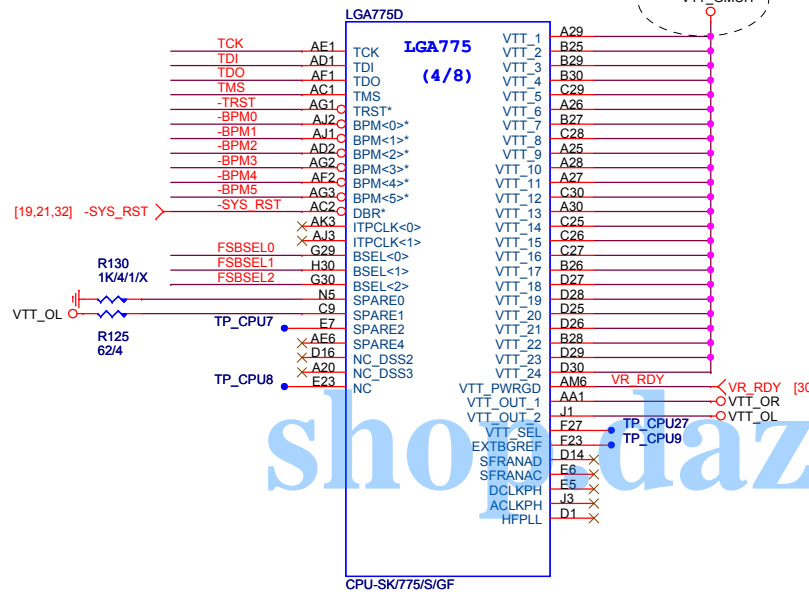 LGA775D
LGA775
(4/8)
TCK AE1 TCK
TDI AD1 TDI
TDO AF1 TDO
TMS AC1 TMS
-TRST AG1 TRST*
-BPM0 AJ2 BPM<0>*
-BPM1 AJ1 BPM<1>*
-BPM2 AD2 BPM<2>*
-BPM3 AG2 BPM<3>*
-BPM4 AF2 BPM<4>*
-BPM5 AG3 BPM<5>*
[19,21,32] -SYS_RST -SYS_RST AC2 DBR*
AK3 ITPCLK<0>
AJ3 ITPCLK<1>
FSBSEL0 G29 BSEL<0>
FSBSEL1 H30 BSEL<1>
FSBSEL2 G30 BSEL<2>
R130
1K/4/1/X
N5 SPARE0
VTT_OL C9 SPARE1
R125
62/4
TP_CPU7 E7 SPARE2
AE6 SPARE4
D16 NC_DSS2
A20 NC_DSS3
TP_CPU8 E23 NC
VTT_1 A29
VTT_2 B25
VTT_3 B29
VTT_4 B30
VTT_5 C29
VTT_6 A26
VTT_7 B27
VTT_8 C28
VTT_9 A25
VTT_10 A28
VTT_11 A27
VTT_12 C30
VTT_13 A30
VTT_14 C25
VTT_15 C26
VTT_16 C27
VTT_17 B26
VTT_18 D27
VTT_19 D28
VTT_20 D25
VTT_21 D26
VTT_22 B28
VTT_23 D29
VTT_24 D30
VTT_PWRGD AM6 VR_RDY VR_RDY [30
VTT_OUT_1 AA1 VTT_OR
VTT_OUT_2 J1 VTT_OL
VTT_SEL F27 TP_CPU27
EXTBGREF F23 TP_CPU9
SFRANAD D14
SFRANAC E6
DCLKPH E5
ACLKPH J3
HFPLL D1
shop.daz
CPU-SK/775/S/GF